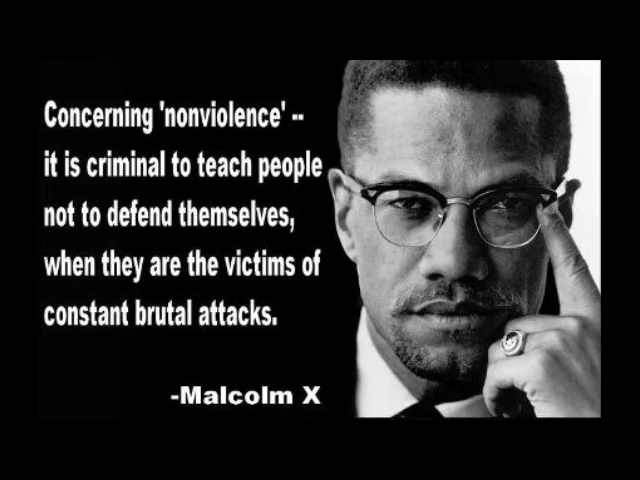 Concerning 'nonviolence' --
it is criminal to teach people
not to defend themselves,
when they are the victims of
constant brutal attacks.
-Malcolm X